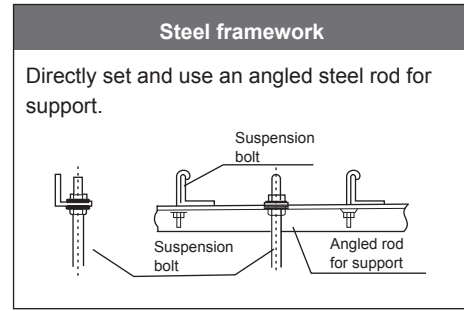 Steel framework
Directly set and use an angled steel rod for
support.
Suspension
bolt
Suspension
bolt
Angled rod
for support